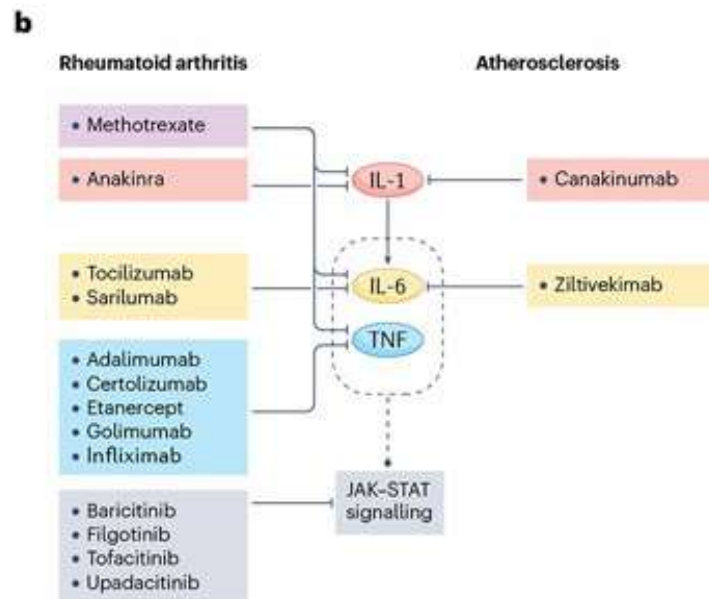 b
Rheumatoid arthritis
Atherosclerosis
• Methotrexate
• Anakinra
IL-1
• Canakinumab
• Tocilizumab
• Sarilumab
IL-6
• Ziltivekimab
TNF
• Adalimumab
• Certolizumab
• Etanercept
• Golimumab
• Infliximab
JAK–STAT
signalling
• Baricitinib
• Filgotinib
• Tofacitinib
• Upadacitinib